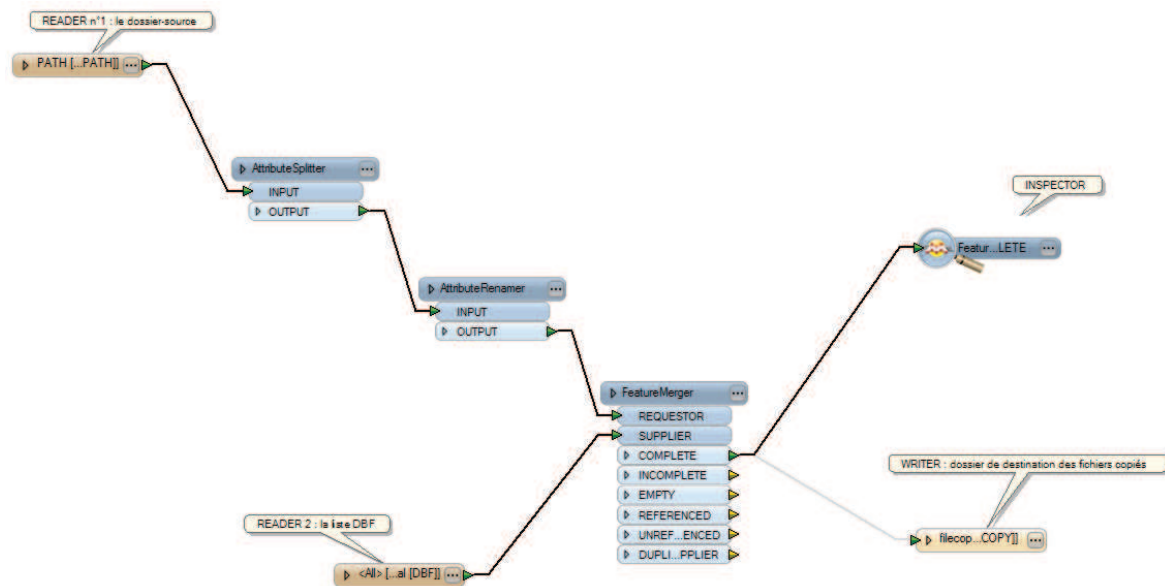 READER n°1 : le dossier-source
PATH [...PATH]]
AttributeSplitter
INPUT
OUTPUT
AttributeRenamer
INPUT
OUTPUT
FeatureMerger
REQUESTOR
SUPPLIER
COMPLETE
INCOMPLETE
EMPTY
REFERENCED
UNREF...ENCED
DUPLI...PPLIER
READER 2 : la liste DBF
<All> [...al [DBF]]
INSPECTOR
Featur...LETE
WRITER : dossier de destination des fichiers copiés
filecop...COPY]]